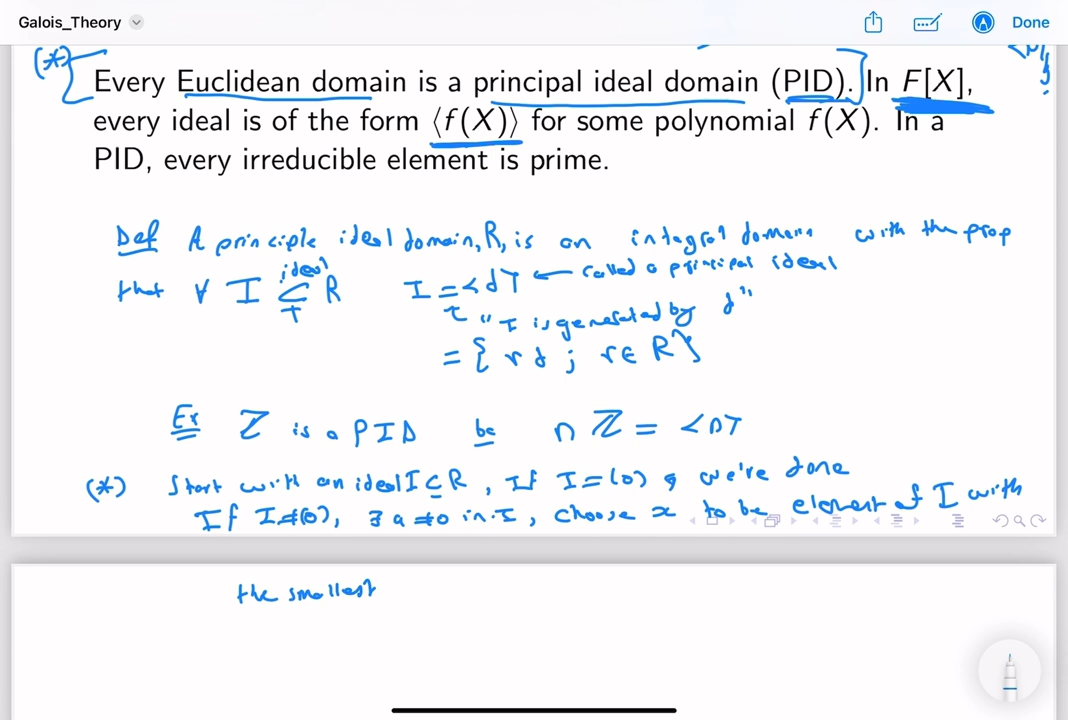 Galois_Theory
Done
(*)
Every Euclidean domain is a principal ideal domain (PID). In F[X],
every ideal is of the form ⟨f(X)⟩ for some polynomial f(X). In a
PID, every irreducible element is prime.
Def A principle ideal domain, R, is an integral domain with the prop
that ∀ I ⊆ R I = <d> ← called a principal ideal
ideal
"I is generated by d"
= { r d ; r ∈ R }
Ex Z is a PID bc n Z = <n>
(*) Start with an ideal I ⊆ R, If I = (0), we're done
If I ≠ (0), ∃ a ≠ 0 in I, choose x to be element of I with
the smallest